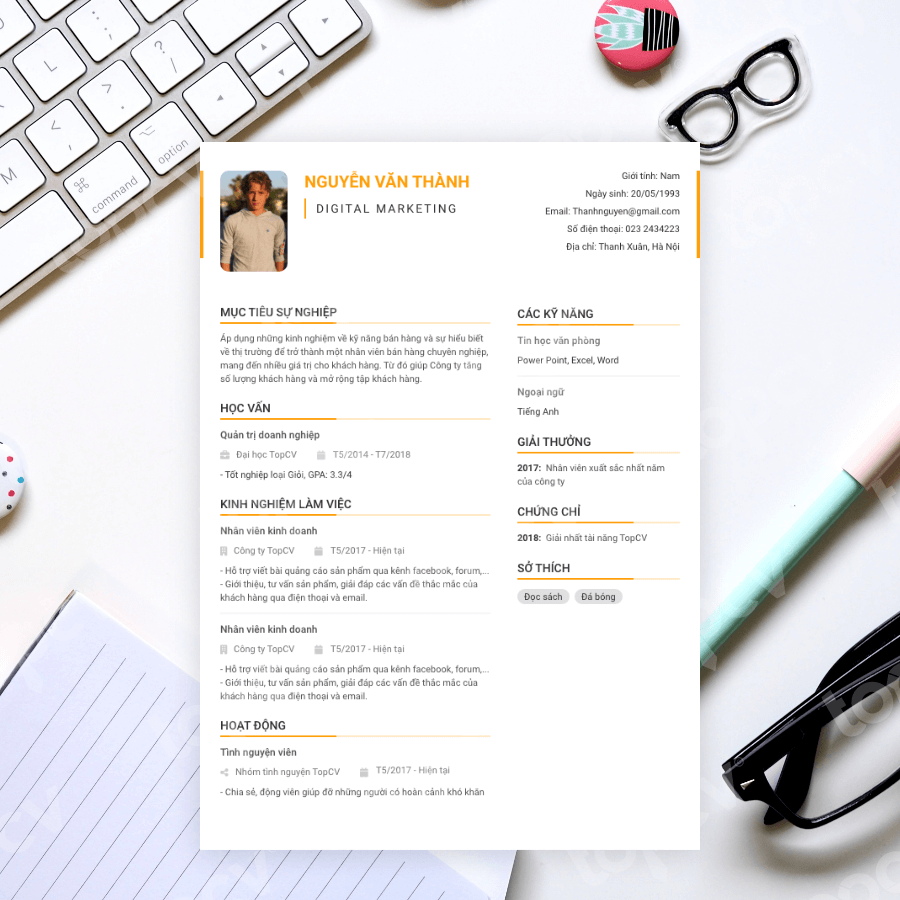 L
M
?
/
>
.
<
,
option
command
NGUYỄN VĂN THÀNH
DIGITAL MARKETING
Giới tính: Nam
Ngày sinh: 20/05/1993
Email: Thanhnguyen@gmail.com
Số điện thoại: 023 2434223
Địa chỉ: Thanh Xuân, Hà Nội
MỤC TIÊU SỰ NGHIỆP
Áp dụng những kinh nghiệm về kỹ năng bán hàng và sự hiểu biết
về thị trường để trở thành một nhân viên bán hàng chuyên nghiệp,
mang đến nhiều giá trị cho khách hàng. Từ đó giúp Công ty tăng
số lượng khách hàng và mở rộng tập khách hàng.
HỌC VẤN
Quản trị doanh nghiệp
Đại học TopCV T5/2014 - T7/2018
- Tốt nghiệp loại Giỏi, GPA: 3.3/4
KINH NGHIỆM LÀM VIỆC
Nhân viên kinh doanh
Công ty TopCV T5/2017 - Hiện tại
- Hỗ trợ viết bài quảng cáo sản phẩm qua kênh facebook, forum,...
- Giới thiệu, tư vấn sản phẩm, giải đáp các vấn đề thắc mắc của
khách hàng qua điện thoại và email.
Nhân viên kinh doanh
Công ty TopCV T5/2017 - Hiện tại
- Hỗ trợ viết bài quảng cáo sản phẩm qua kênh facebook, forum,...
- Giới thiệu, tư vấn sản phẩm, giải đáp các vấn đề thắc mắc của
khách hàng qua điện thoại và email.
HOẠT ĐỘNG
Tình nguyện viên
Nhóm tình nguyện TopCV T5/2017 - Hiện tại
- Chia sẻ, động viên giúp đỡ những người có hoàn cảnh khó khăn
CÁC KỸ NĂNG
Tin học văn phòng
Power Point, Excel, Word
Ngoại ngữ
Tiếng Anh
GIẢI THƯỞNG
2017: Nhân viên xuất sắc nhất năm
của công ty
CHỨNG CHỈ
2018: Giải nhất tài năng TopCV
SỞ THÍCH
Đọc sách Đá bóng